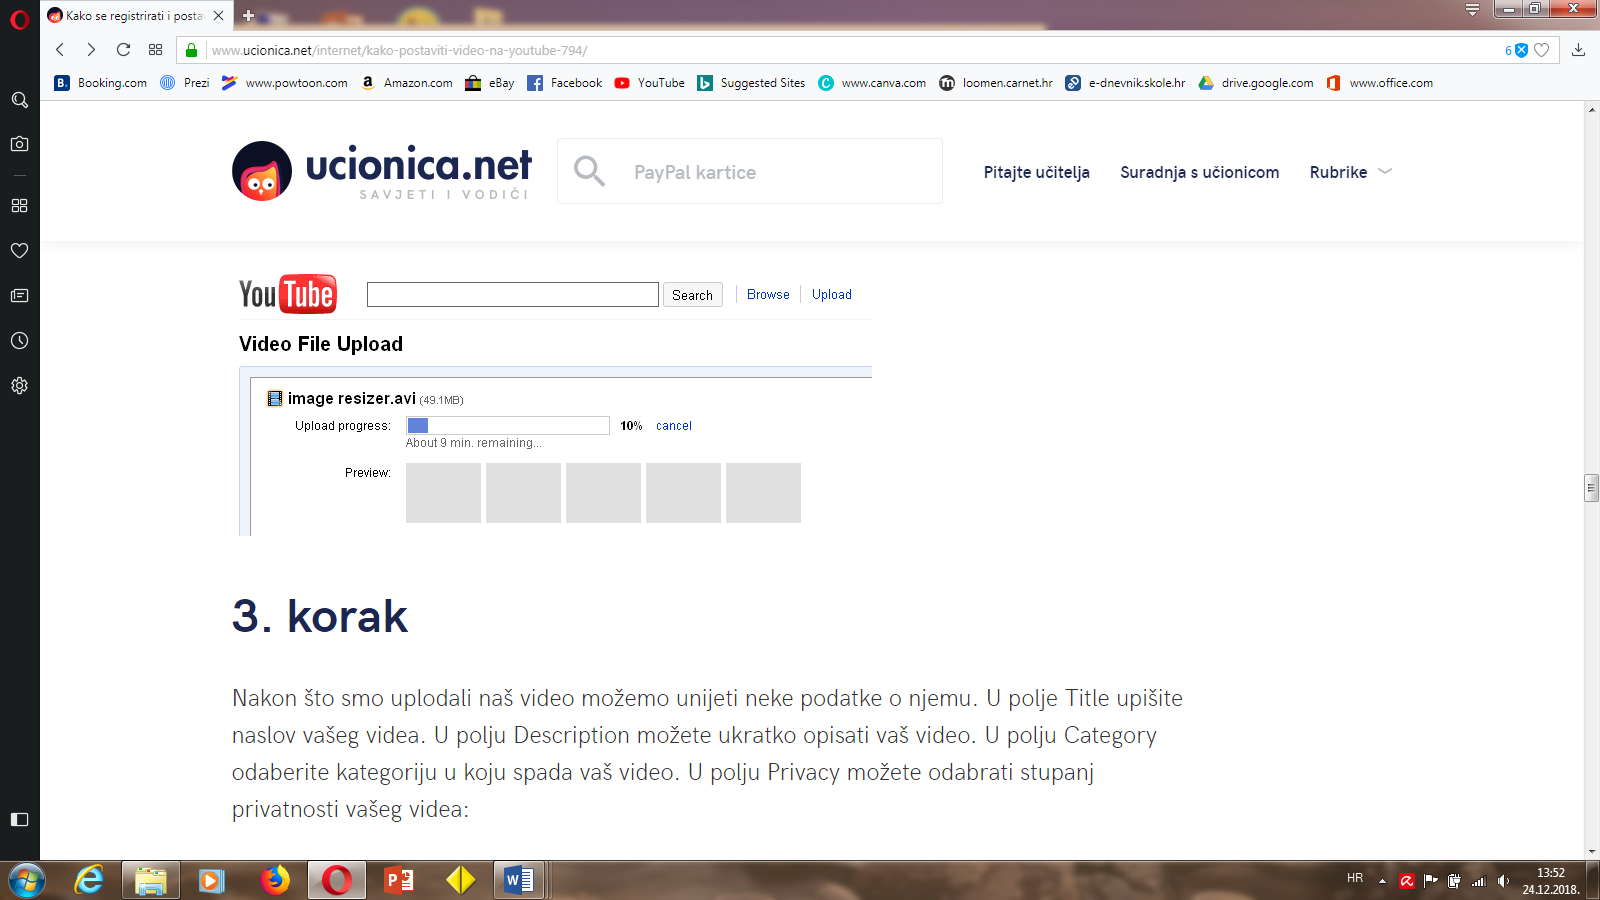 Kako se registrirati i posta
www.ucionica.net/internet/kako-postaviti-video-na-youtube-794/
6
Booking.com Prezi www.powtoon.com Amazon.com eBay Facebook YouTube Suggested Sites www.canva.com loomen.carnet.hr e-dnevnik.skole.hr drive.google.com www.office.com
ucionica.net
SAVJETI I VODIČI
PayPal kartice
Pitajte učitelja Suradnja s učionicom Rubrike
YouTube
Search
Browse Upload
Video File Upload
image resizer.avi (49.1MB)
Upload progress: 10% cancel
About 9 min. remaining...
Preview:
3. korak
Nakon što smo uplodali naš video možemo unijeti neke podatke o njemu. U polje Title upišite
naslov vašeg videa. U polju Description možete ukratko opisati vaš video. U polju Category
odaberite kategoriju u koju spada vaš video. U polju Privacy možete odabrati stupanj
privatnosti vašeg videa:
HR
13:52
24.12.2018.